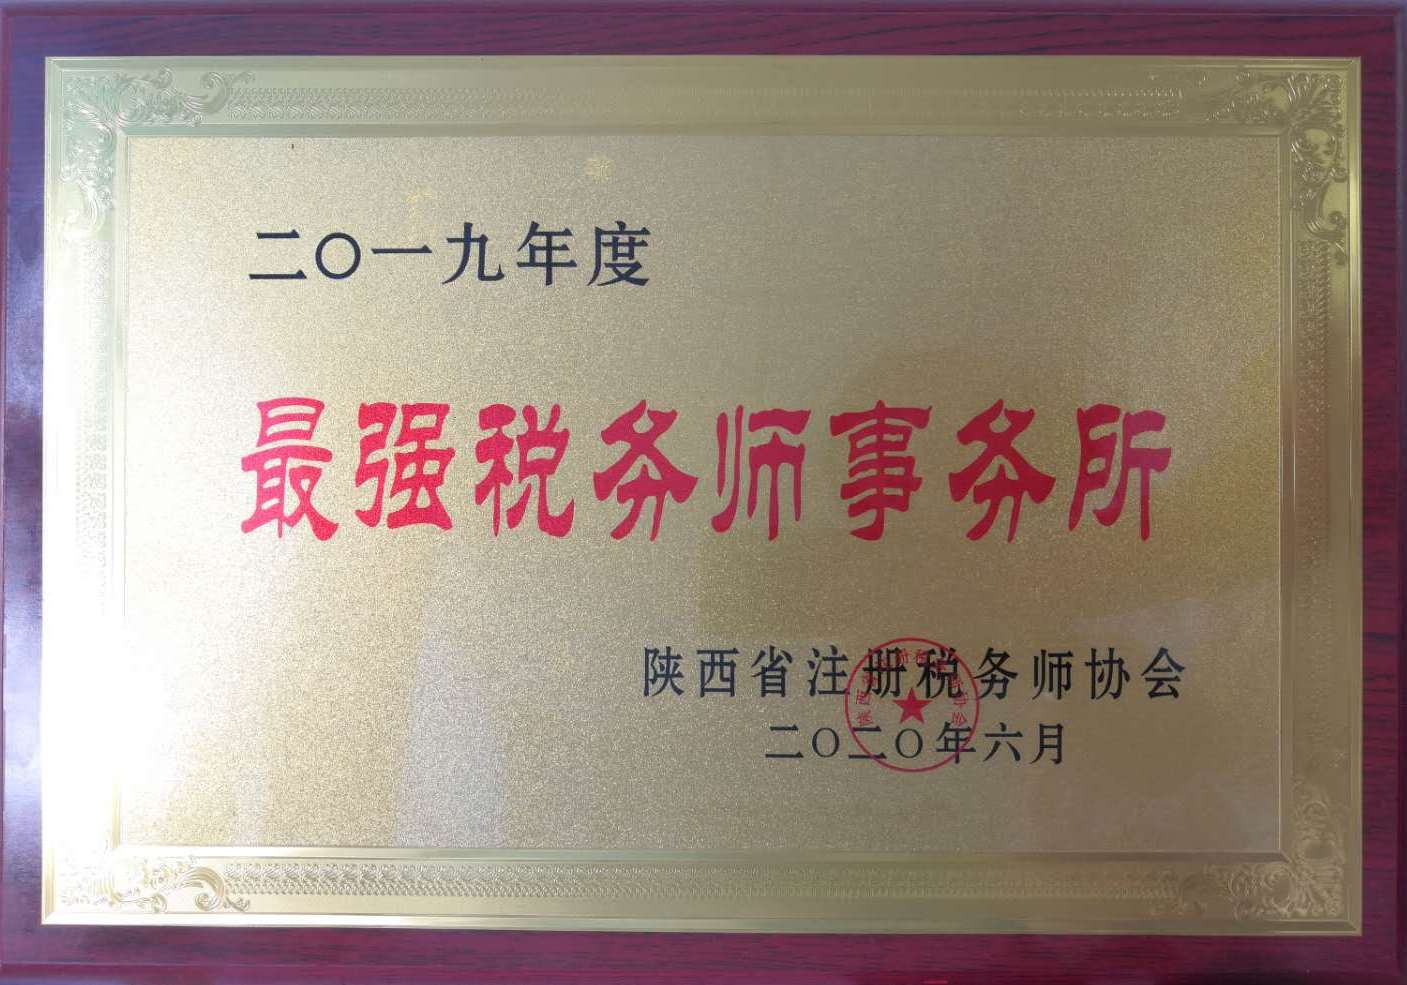 二〇一九年度
最强税务师事务所
陕西省注册税务师协会
二〇二〇年六月